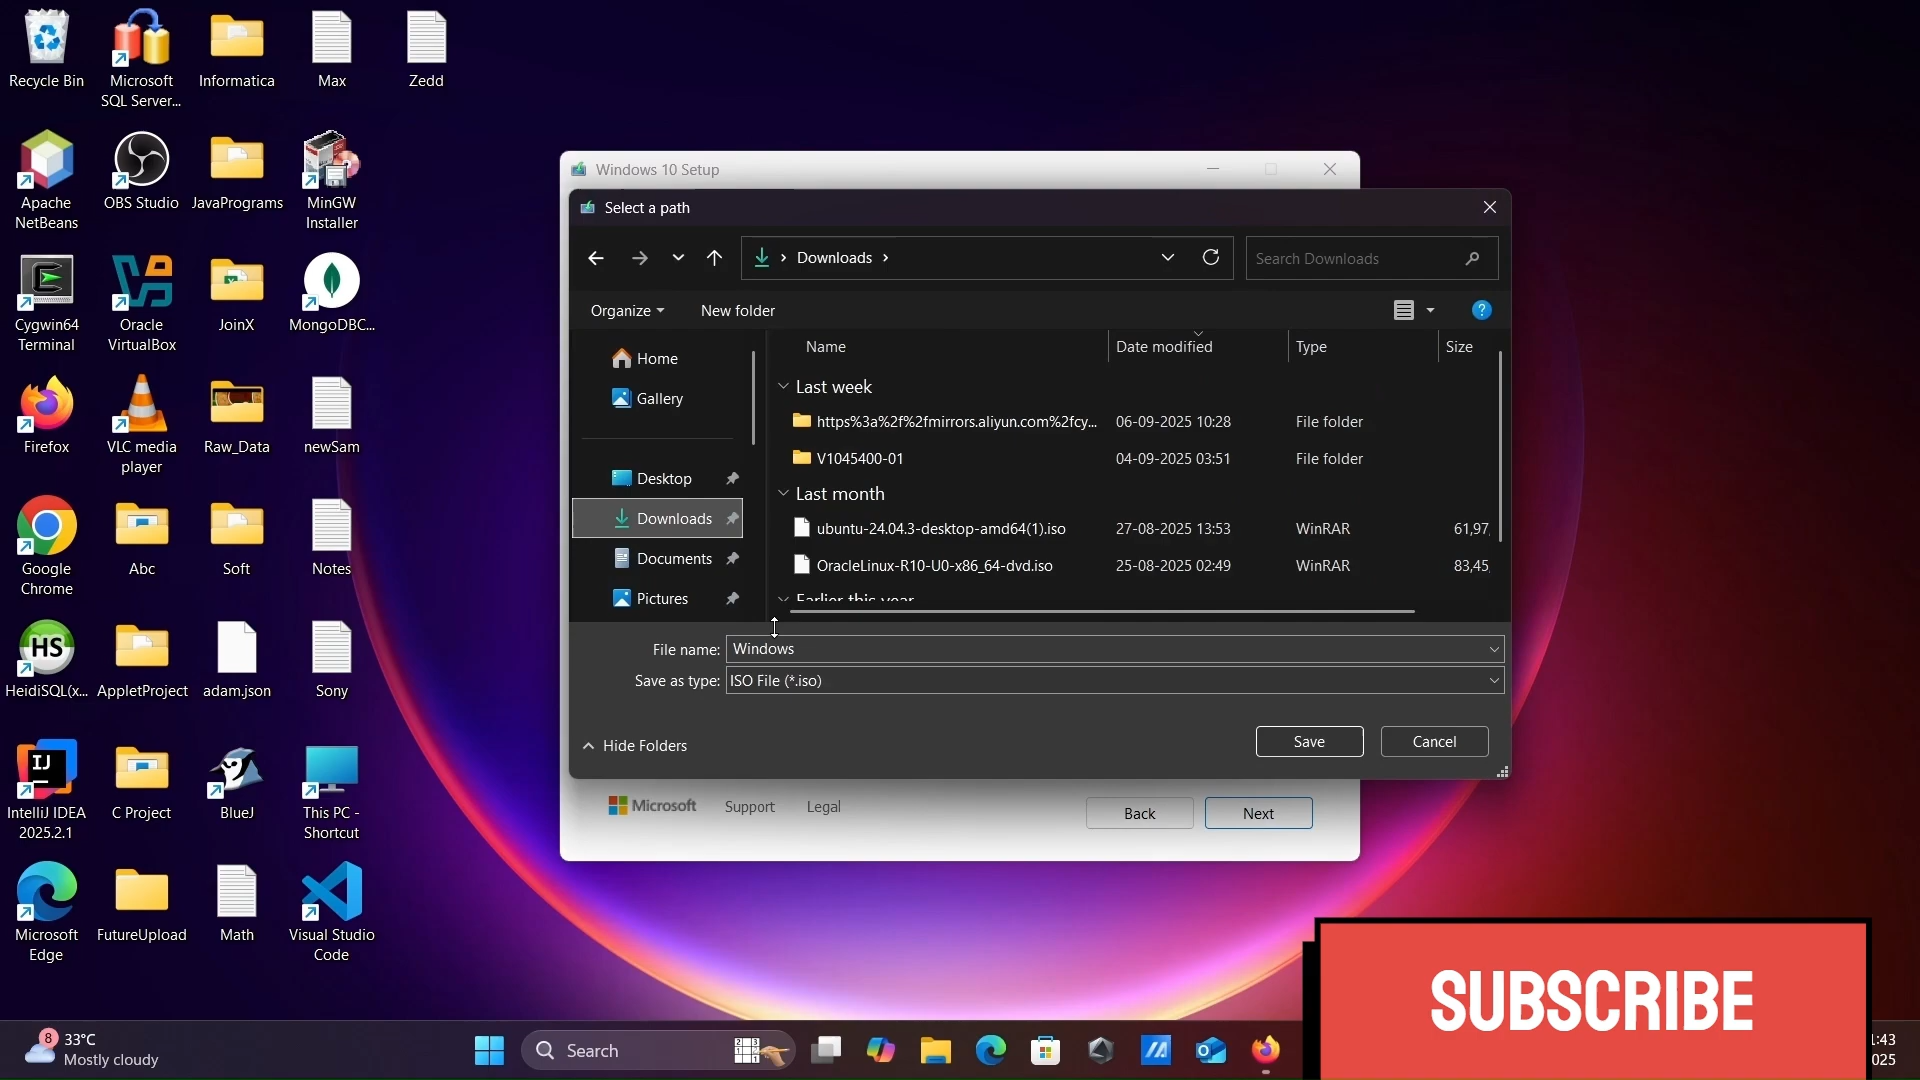 Recycle Bin
Microsoft
SQL Server...
Informatica
Max
Zedd
Apache
NetBeans
OBS Studio
JavaPrograms
MinGW
Installer
Cygwin64
Terminal
Oracle
VirtualBox
JoinX
MongoDBC...
Firefox
VLC media
player
Raw_Data
newSam
Google
Chrome
Abc
Soft
Notes
HS
HeidiSQL(x...
AppletProject
adam.json
Sony
IJ
IntelliJ IDEA
2025.2.1
C Project
BlueJ
This PC -
Shortcut
Microsoft
Edge
FutureUpload
Math
Visual Studio
Code
Windows 10 Setup
Select a path
Downloads
Search Downloads
Organize
New folder
Home
Gallery
Desktop
Downloads
Documents
Pictures
Name
Date modified
Type
Size
Last week
https%3a%2f%2fmirrors.aliyun.com%2fcy...
06-09-2025 10:28
File folder
V1045400-01
04-09-2025 03:51
File folder
Last month
ubuntu-24.04.3-desktop-amd64(1).iso
27-08-2025 13:53
WinRAR
61,97
OracleLinux-R10-U0-x86_64-dvd.iso
25-08-2025 02:49
WinRAR
83,45
Earlier this year
File name: Windows
Save as type: ISO File (*.iso)
Hide Folders
Save
Cancel
Microsoft
Support
Legal
Back
Next
SUBSCRIBE
8
33°C
Mostly cloudy
Search
:43
025